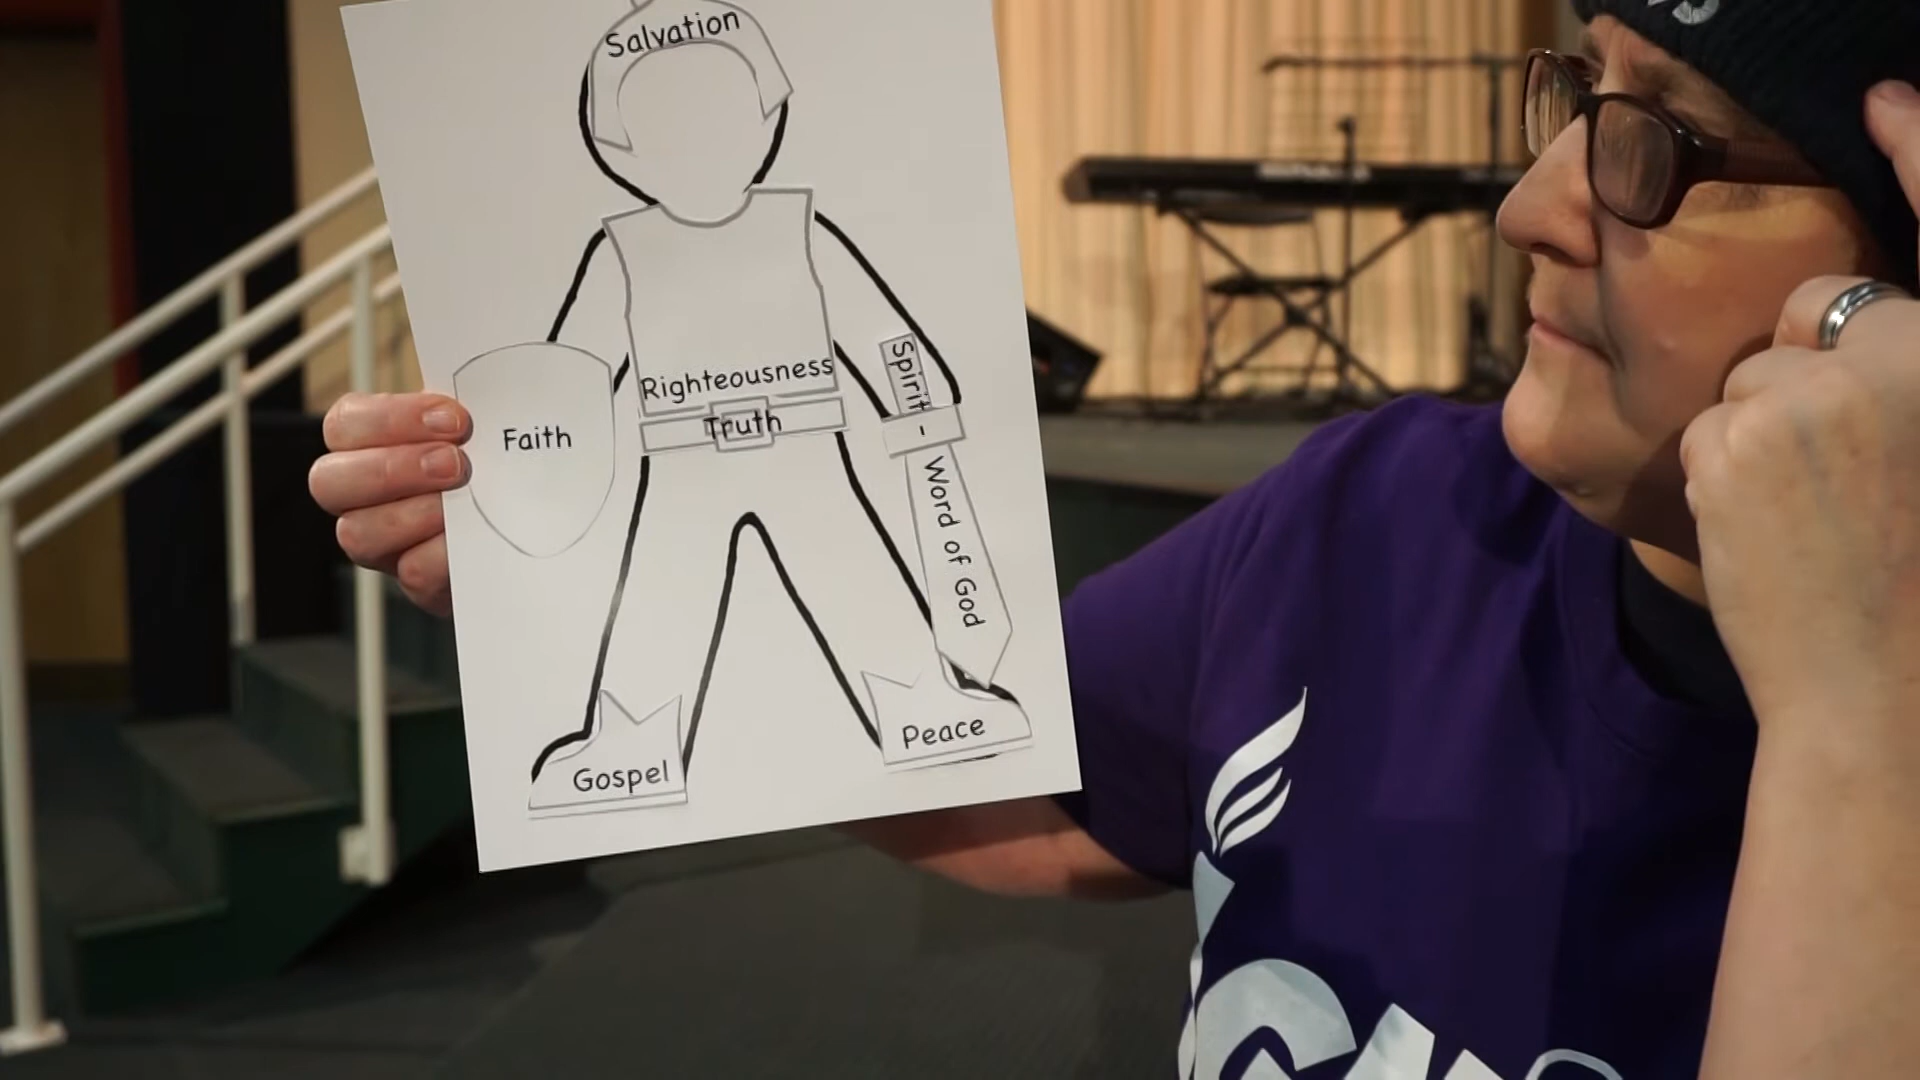 Salvation
Righteousness
Truth
Faith
Spirit -
Word of God
Gospel
Peace